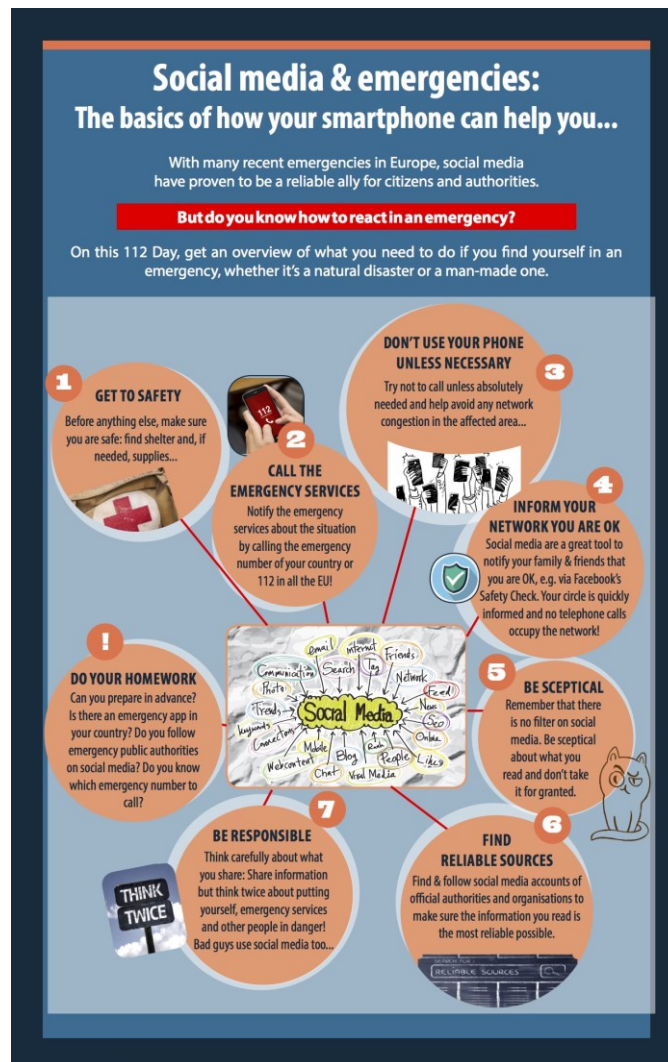 Social media & emergencies:
The basics of how your smartphone can help you...
With many recent emergencies in Europe, social media
have proven to be a reliable ally for citizens and authorities.
But do you know how to react in an emergency?
On this 112 Day, get an overview of what you need to do if you find yourself in an
emergency, whether it's a natural disaster or a man-made one.
1
GET TO SAFETY
Before anything else, make sure
you are safe: find shelter and, if
needed, supplies...
112
2
CALL THE
EMERGENCY SERVICES
Notify the emergency
services about the situation
by calling the emergency
number of your country or
112 in all the EU!
3
DON'T USE YOUR PHONE
UNLESS NECESSARY
Try not to call unless absolutely
needed and help avoid any network
congestion in the affected area...
4
INFORM YOUR
NETWORK YOU ARE OK
Social media are a great tool to
notify your family & friends that
you are OK, e.g. via Facebook's
Safety Check. Your circle is quickly
informed and no telephone calls
occupy the network!
5
BE SCEPTICAL
Remember that there
is no filter on social
media. Be sceptical
about what you
read and don't take
it for granted.
6
FIND
RELIABLE SOURCES
Find & follow social media accounts of
official authorities and organisations to
make sure the information you read is
the most reliable possible.
RELIABLE SOURCES
7
BE RESPONSIBLE
Think carefully about what
you share: Share information
but think twice about putting
yourself, emergency services
and other people in danger!
Bad guys use social media too...
THINK
TWICE
!
DO YOUR HOMEWORK
Can you prepare in advance?
Is there an emergency app in
your country? Do you follow
emergency public authorities
on social media? Do you know
which emergency number to
call?
email
internet
Friends
Communication
Search
Tag
Network
Photo
Feed
Trends
Social Media
News
Seo
Keywords
Connections
Online
Mobile
Blog
People
Likes
Webcontent
Chat
Viral Media